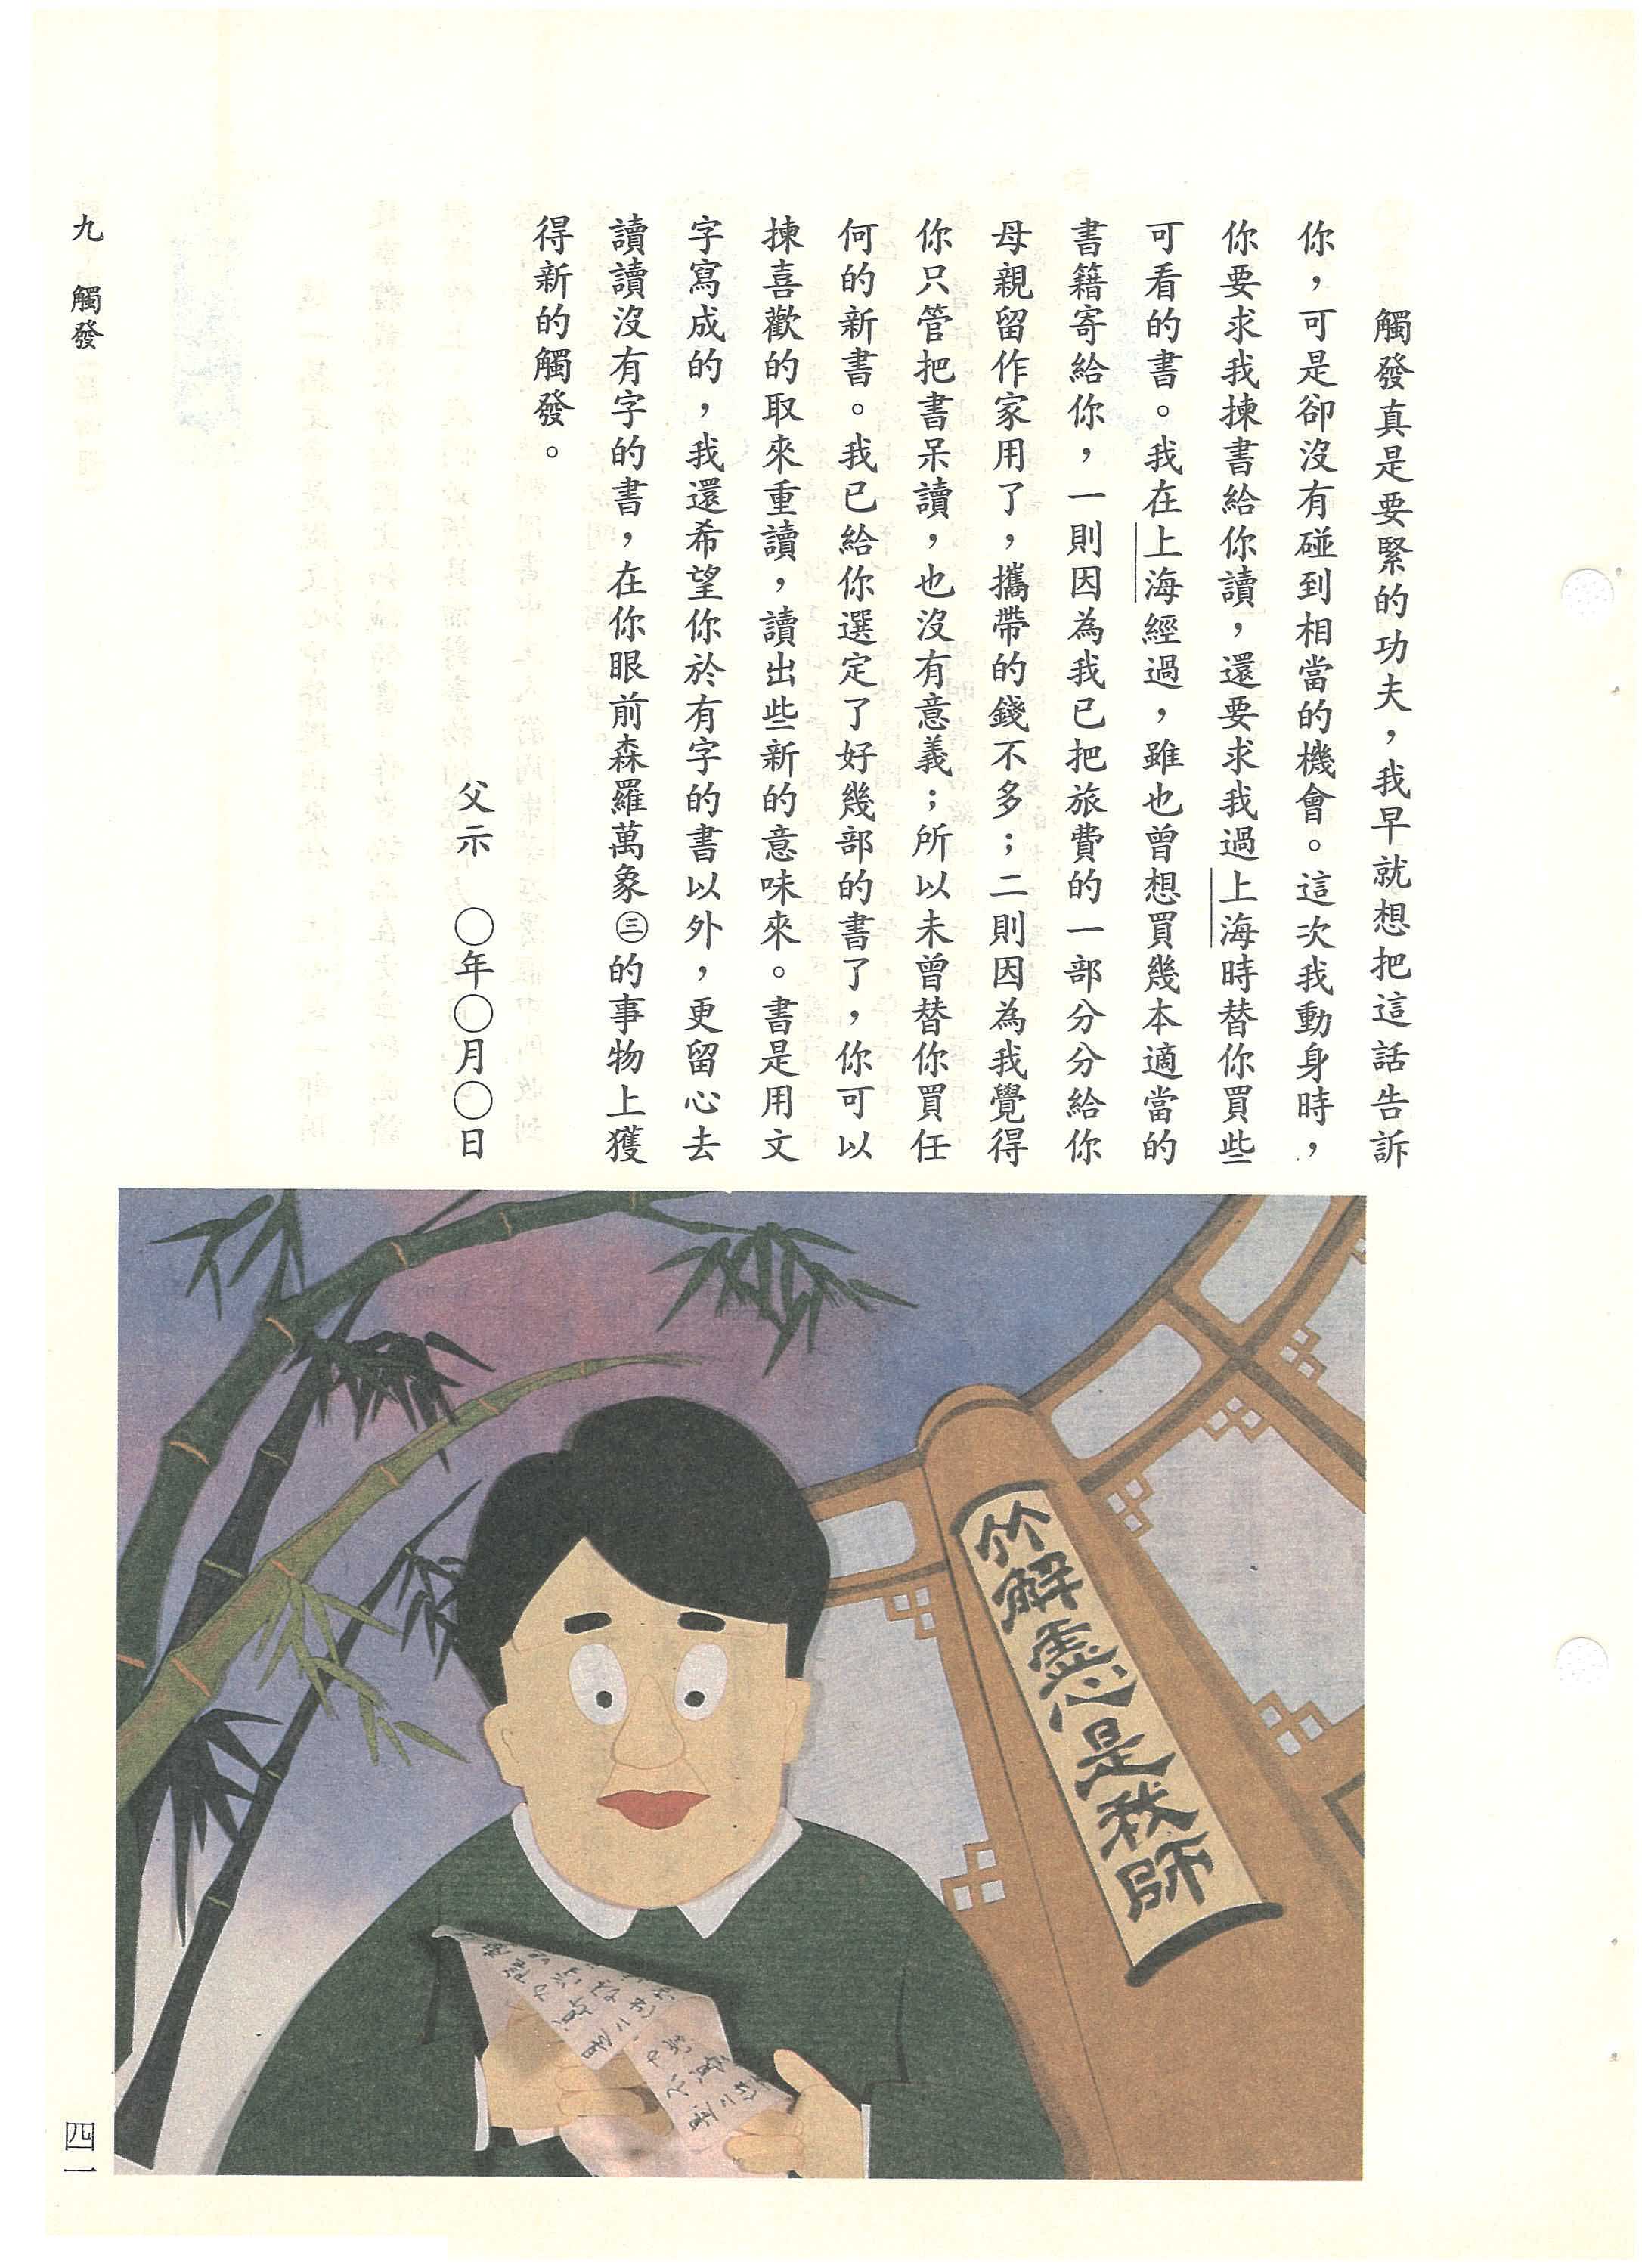 觸發真是要緊的功夫，我早就想把這話告訴
你，可是卻沒有碰到相當的機會。這次我動身時，
你要求我揀書給你讀，還要求我過上海時替你買些
可看的書。我在上海經過，雖也曾想買幾本適當的
書籍寄給你，一則因為我已把旅費的一部分分給你
母親留作家用了，攜帶的錢不多；二則因為我覺得
你只管把書呆讀，也沒有意義；所以未曾替你買任
何的新書。我已給你選定了好幾部的書了，你可以
揀喜歡的取來重讀，讀出些新的意味來。書是用文
字寫成的，我還希望你於有字的書以外，更留心去
讀讀沒有字的書，在你眼前森羅萬象㊂的事物上獲
得新的觸發。
父示　○年○月○日
竹解虛心是我師
九　觸發
四一